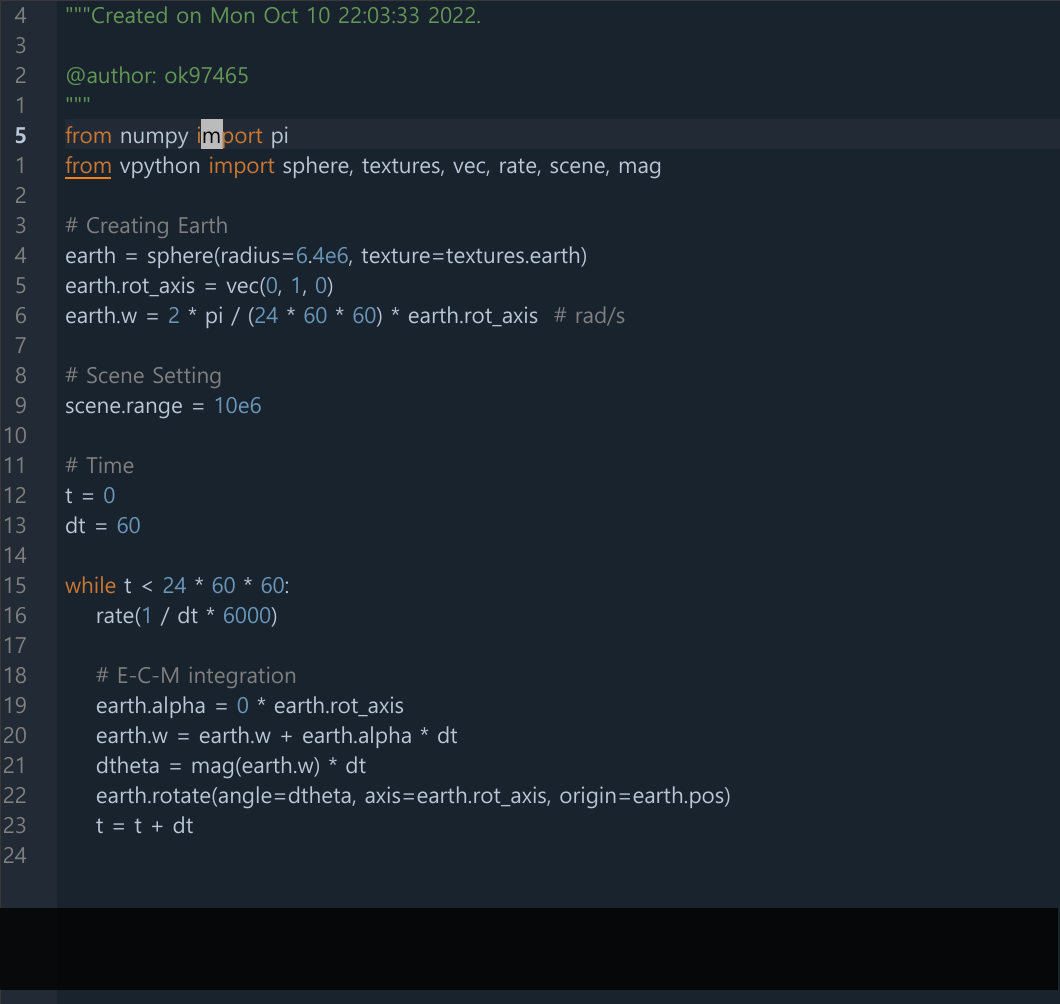 4 """Created on Mon Oct 10 22:03:33 2022.
3
2 @author: ok97465
1 """
5 from numpy import pi
1 from vpython import sphere, textures, vec, rate, scene, mag
2
3 # Creating Earth
4 earth = sphere(radius=6.4e6, texture=textures.earth)
5 earth.rot_axis = vec(0, 1, 0)
6 earth.w = 2 * pi / (24 * 60 * 60) * earth.rot_axis  # rad/s
7
8 # Scene Setting
9 scene.range = 10e6
10
11 # Time
12 t = 0
13 dt = 60
14
15 while t < 24 * 60 * 60:
16     rate(1 / dt * 6000)
17
18     # E-C-M integration
19     earth.alpha = 0 * earth.rot_axis
20     earth.w = earth.w + earth.alpha * dt
21     dtheta = mag(earth.w) * dt
22     earth.rotate(angle=dtheta, axis=earth.rot_axis, origin=earth.pos)
23     t = t + dt
24